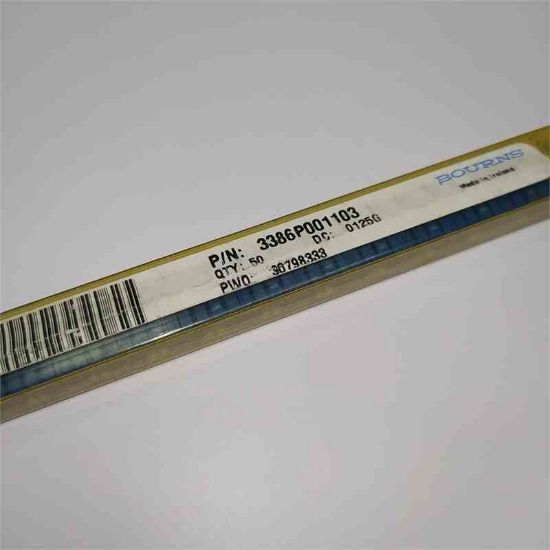 BOURNS
Made in Ireland
P/N: 3386P001103
QTY: 50 DC: 0125G
PWO: 30798333